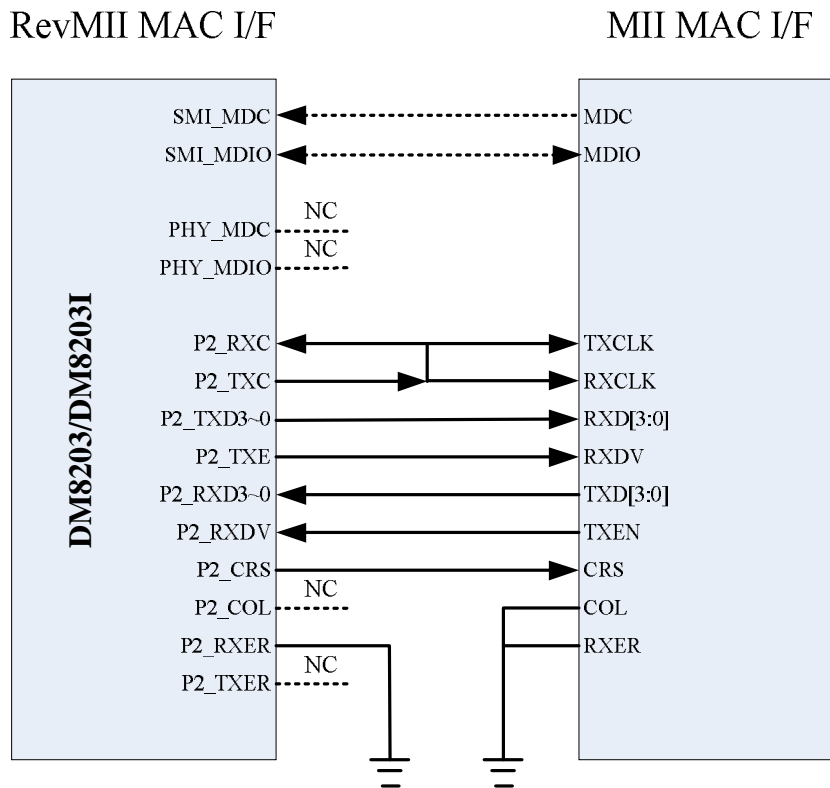 RevMII MAC I/F
MII MAC I/F
SMI_MDC
MDC
SMI_MDIO
MDIO
NC
PHY_MDC
NC
PHY_MDIO
DM8203/DM8203I
P2_RXC
TXCLK
P2_TXC
RXCLK
P2_TXD3~0
RXD[3:0]
P2_TXE
RXDV
P2_RXD3~0
TXD[3:0]
P2_RXDV
TXEN
P2_CRS
CRS
NC
P2_COL
COL
P2_RXER
RXER
NC
P2_TXER